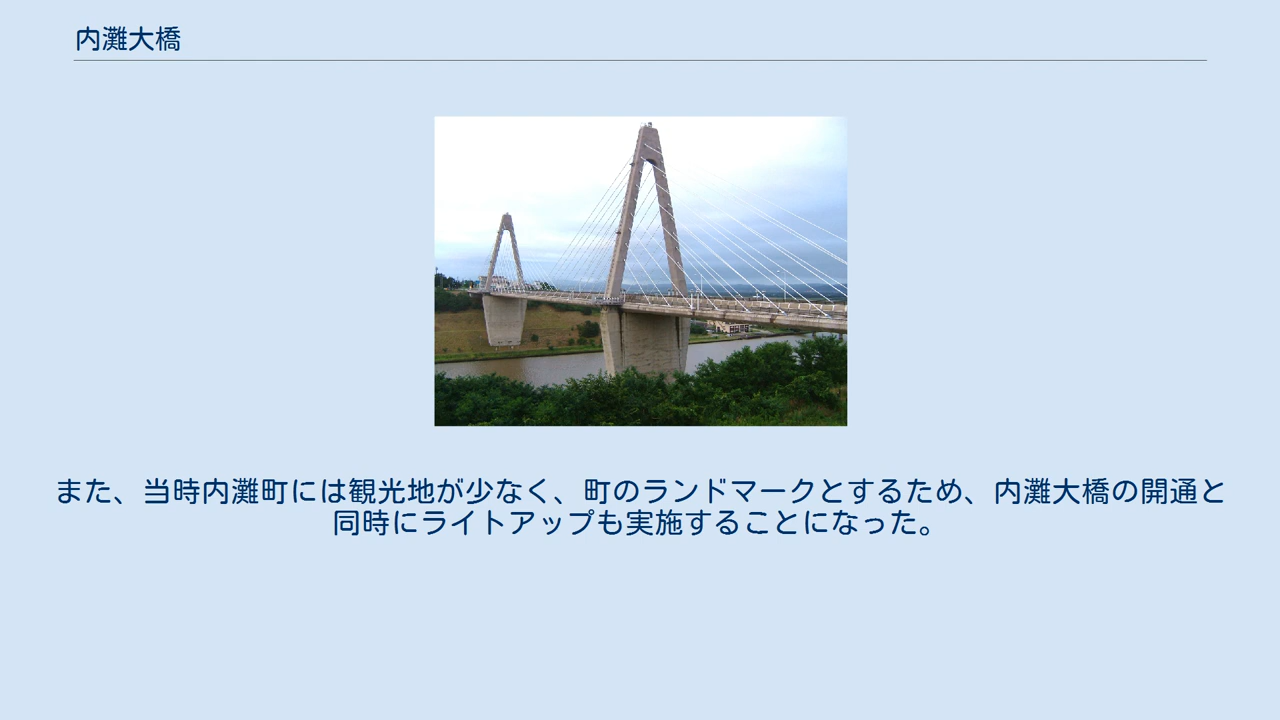 内灘大橋
また、当時内灘町には観光地が少なく、町のランドマークとするため、内灘大橋の開通と
同時にライトアップも実施することになった。